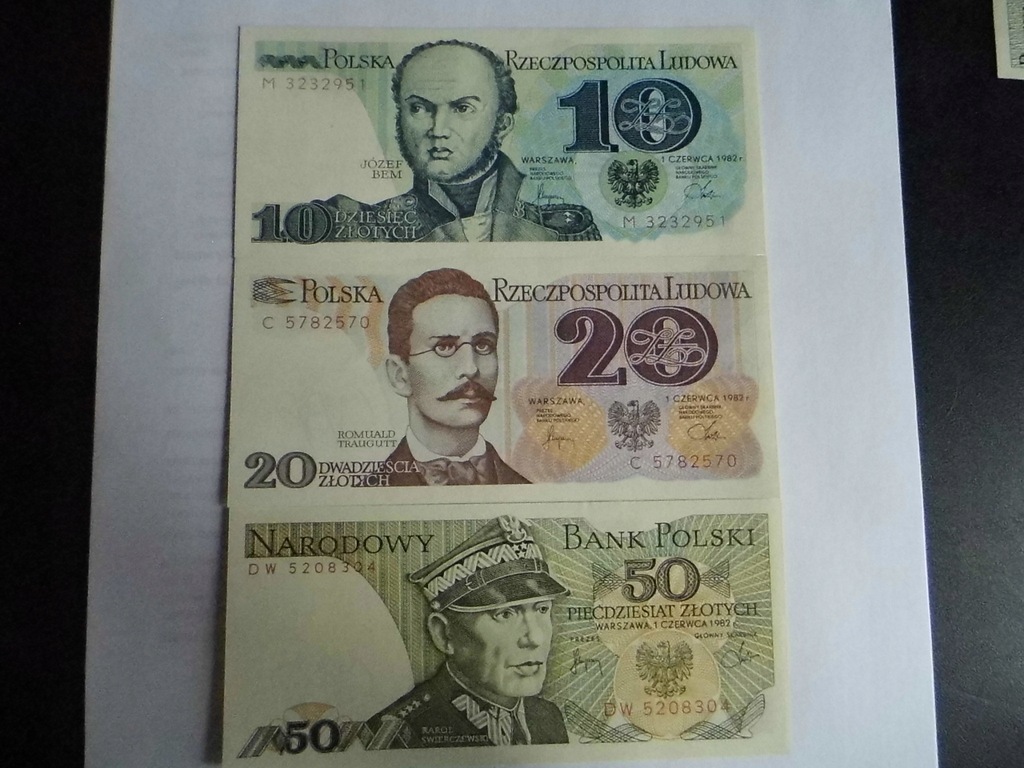 POLSKA RZECZPOSPOLITA LUDOWA
M 3232951
10
JÓZEF
BEM
WARSZAWA, 1 CZERWCA 1982 r.
10 DZIESIĘĆ
ZŁOTYCH
M 3232951
POLSKA RZECZPOSPOLITA LUDOWA
C 5782570
20
WARSZAWA, 1 CZERWCA 1982 r.
ROMUALD
TRAUGUTT
20 DWADZIEŚCIA
ZŁOTYCH
C 5782570
NARODOWY BANK POLSKI
DW 5208304
50
PIĘĆDZIESIĄT ZŁOTYCH
WARSZAWA, 1 CZERWCA 1982 r.
PREZES GŁÓWNY SKARBNIK
DW 5208304
50
KAROL
ŚWIERCZEWSKI